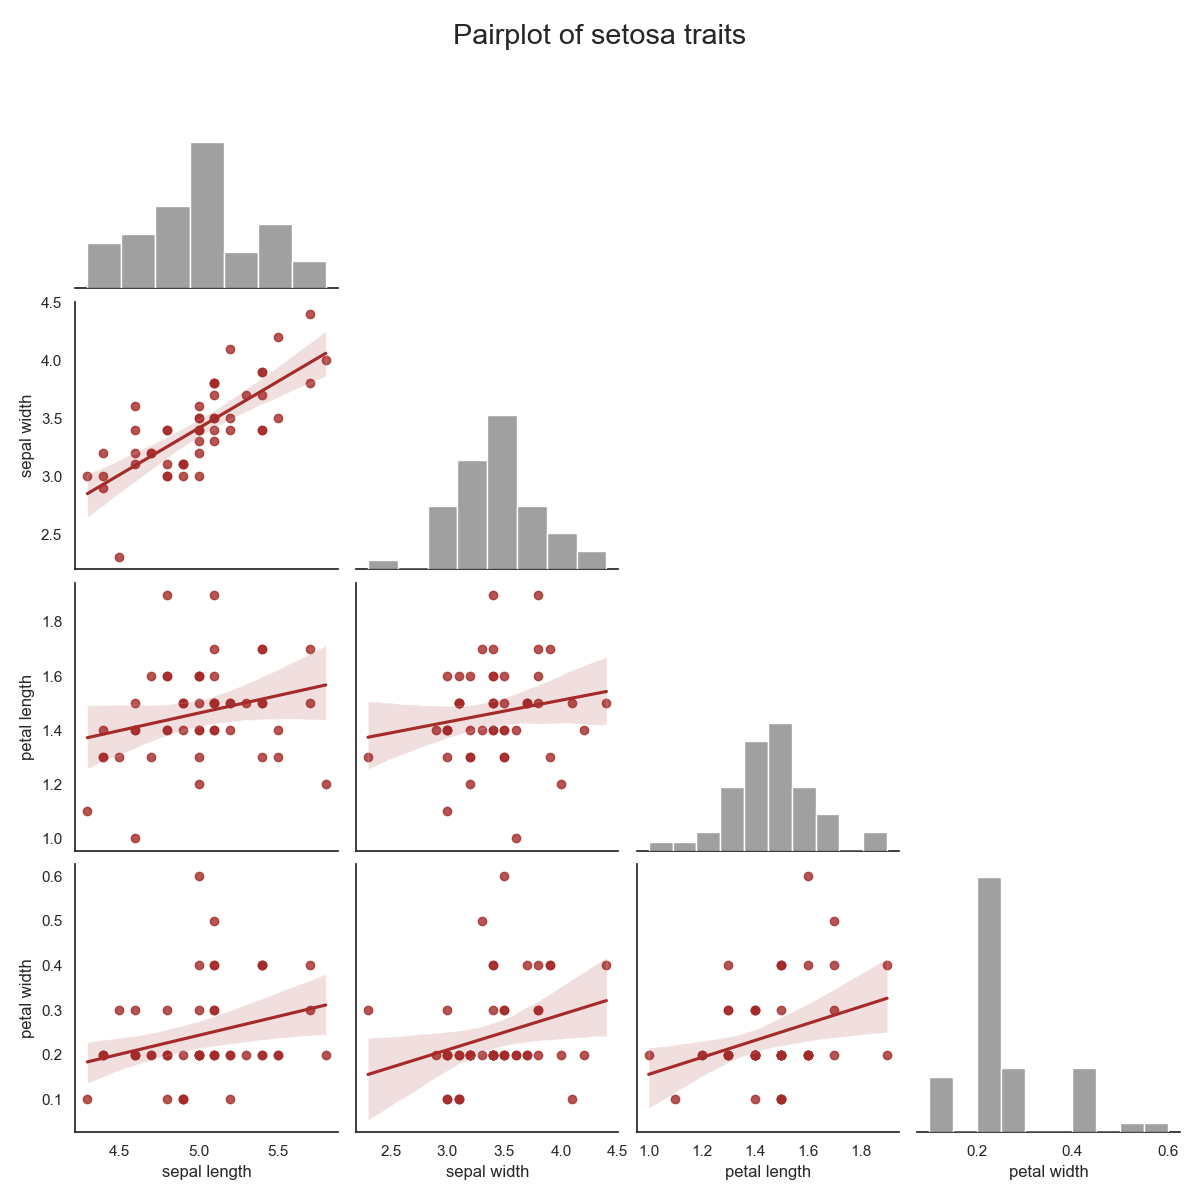 Pairplot of setosa traits
4.5
4.0
3.5
3.0
2.5
sepal width
1.8
1.6
1.4
1.2
1.0
petal length
0.6
0.5
0.4
0.3
0.2
0.1
petal width
4.5 5.0 5.5
sepal length
2.5 3.0 3.5 4.0 4.5
sepal width
1.0 1.2 1.4 1.6 1.8
petal length
0.2 0.4 0.6
petal width